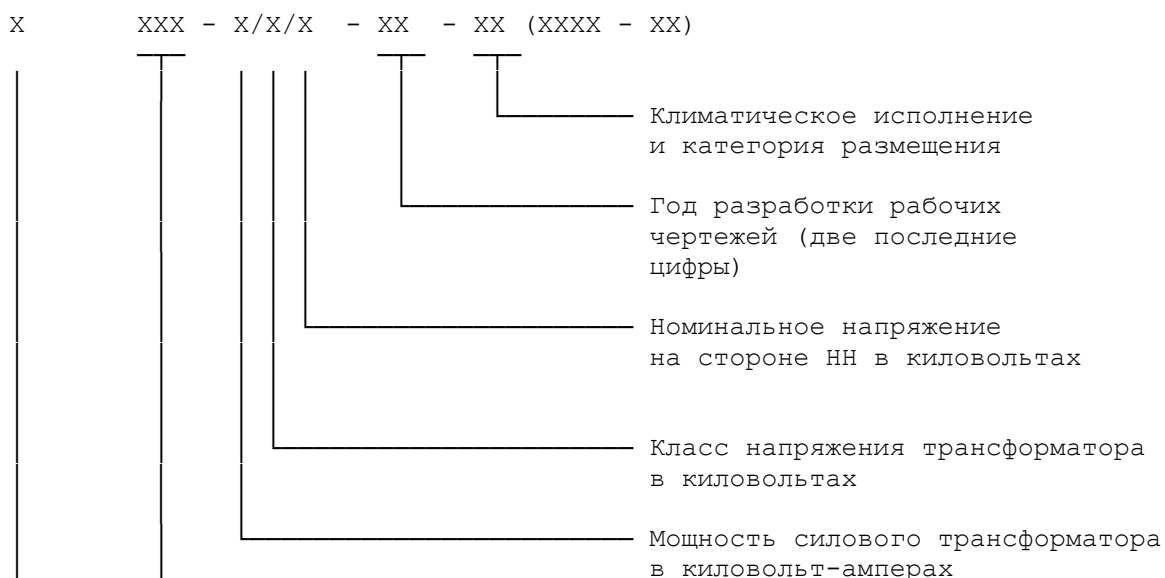 X XXX - X/X/X - XX - XX (XXXX - XX)
Климатическое исполнение
и категория размещения
Год разработки рабочих
чертежей (две последние
цифры)
Номинальное напряжение
на стороне НН в киловольтах
Класс напряжения трансформатора
в киловольтах
Мощность силового трансформатора
в киловольт-амперах